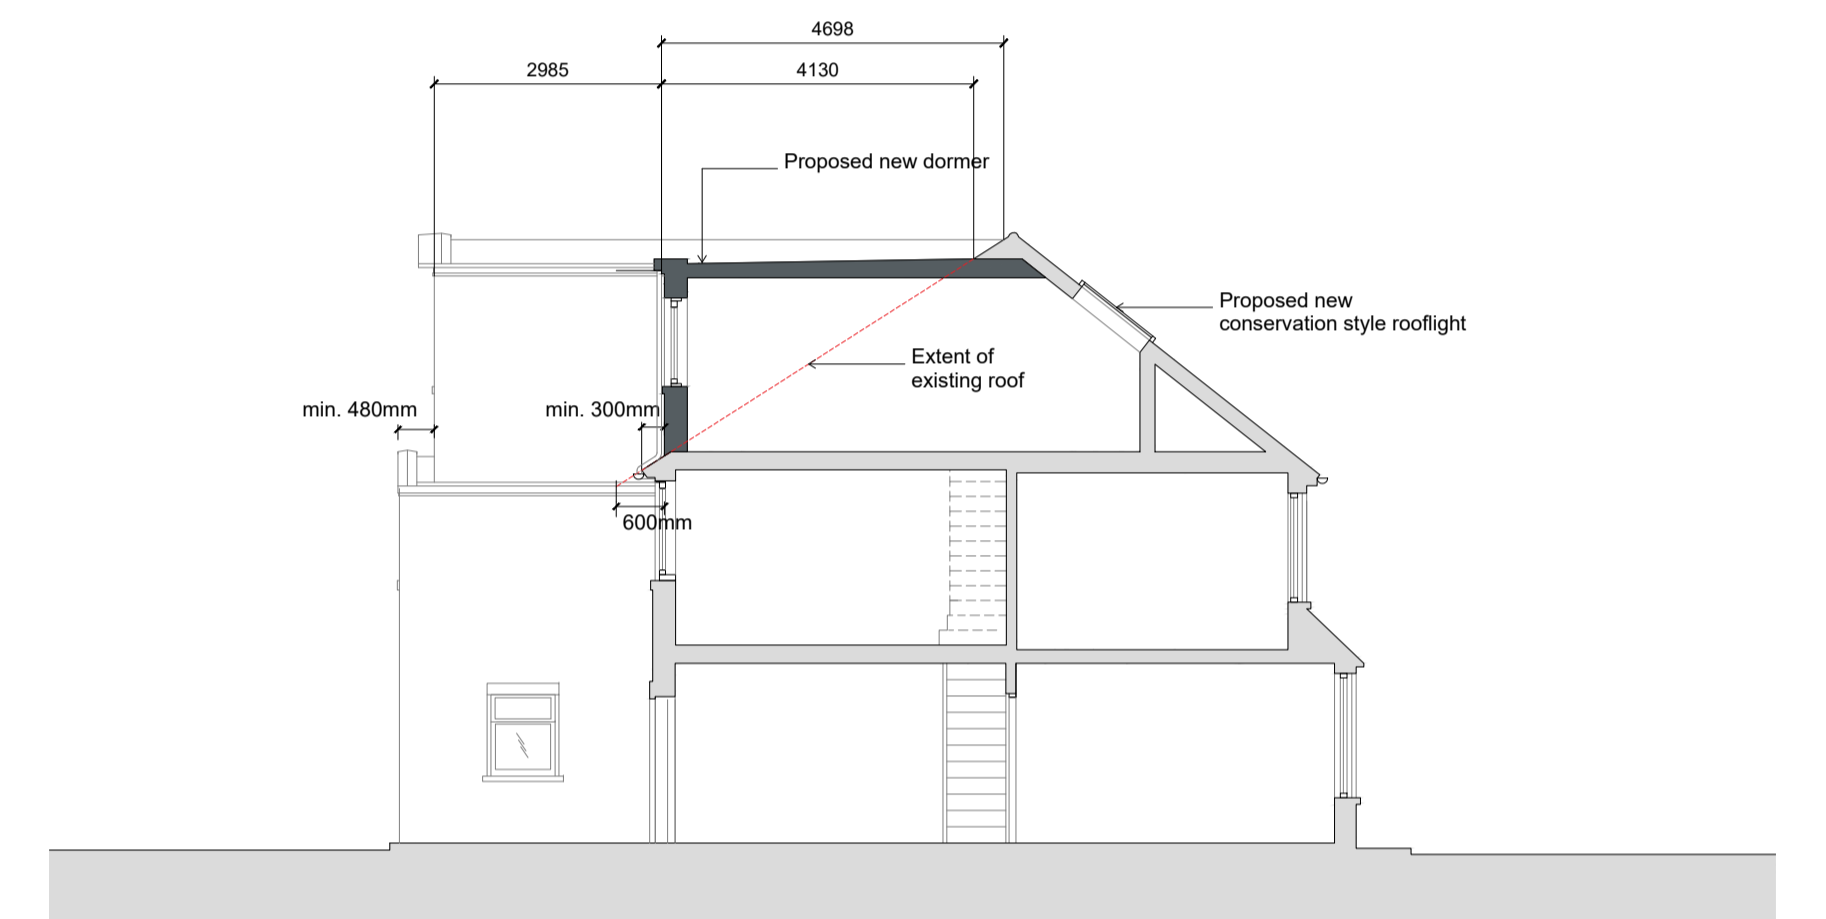 4698
2985
4130
Proposed new dormer
Proposed new
conservation style rooflight
Extent of
existing roof
min. 480mm
min. 300mm
600mm